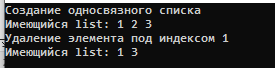 Создание односвязного списка
Имеющийся list: 1 2 3
Удаление элемента под индексом 1
Имеющийся list: 1 3